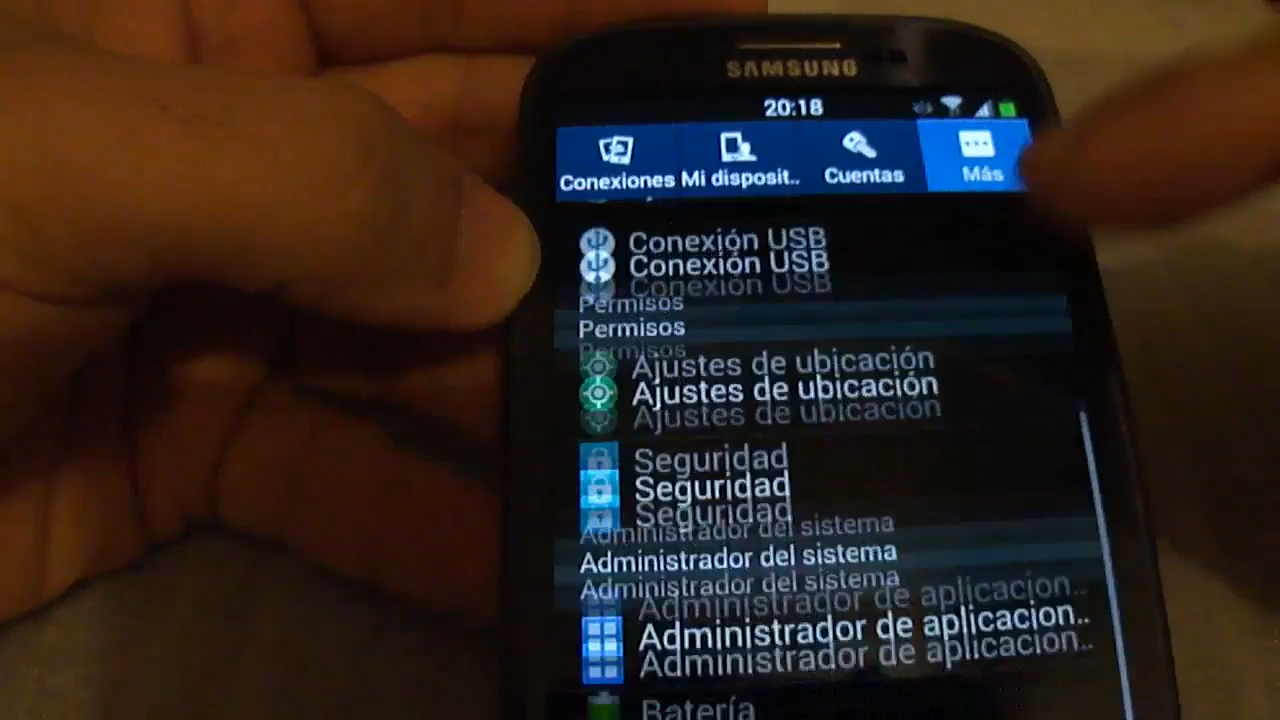 SAMSUNG
20:18
Conexiones Mi disposit.. Cuentas Más
Conexión USB
Permisos
Ajustes de ubicación
Seguridad
Administrador del sistema
Administrador de aplicacion..
Batería